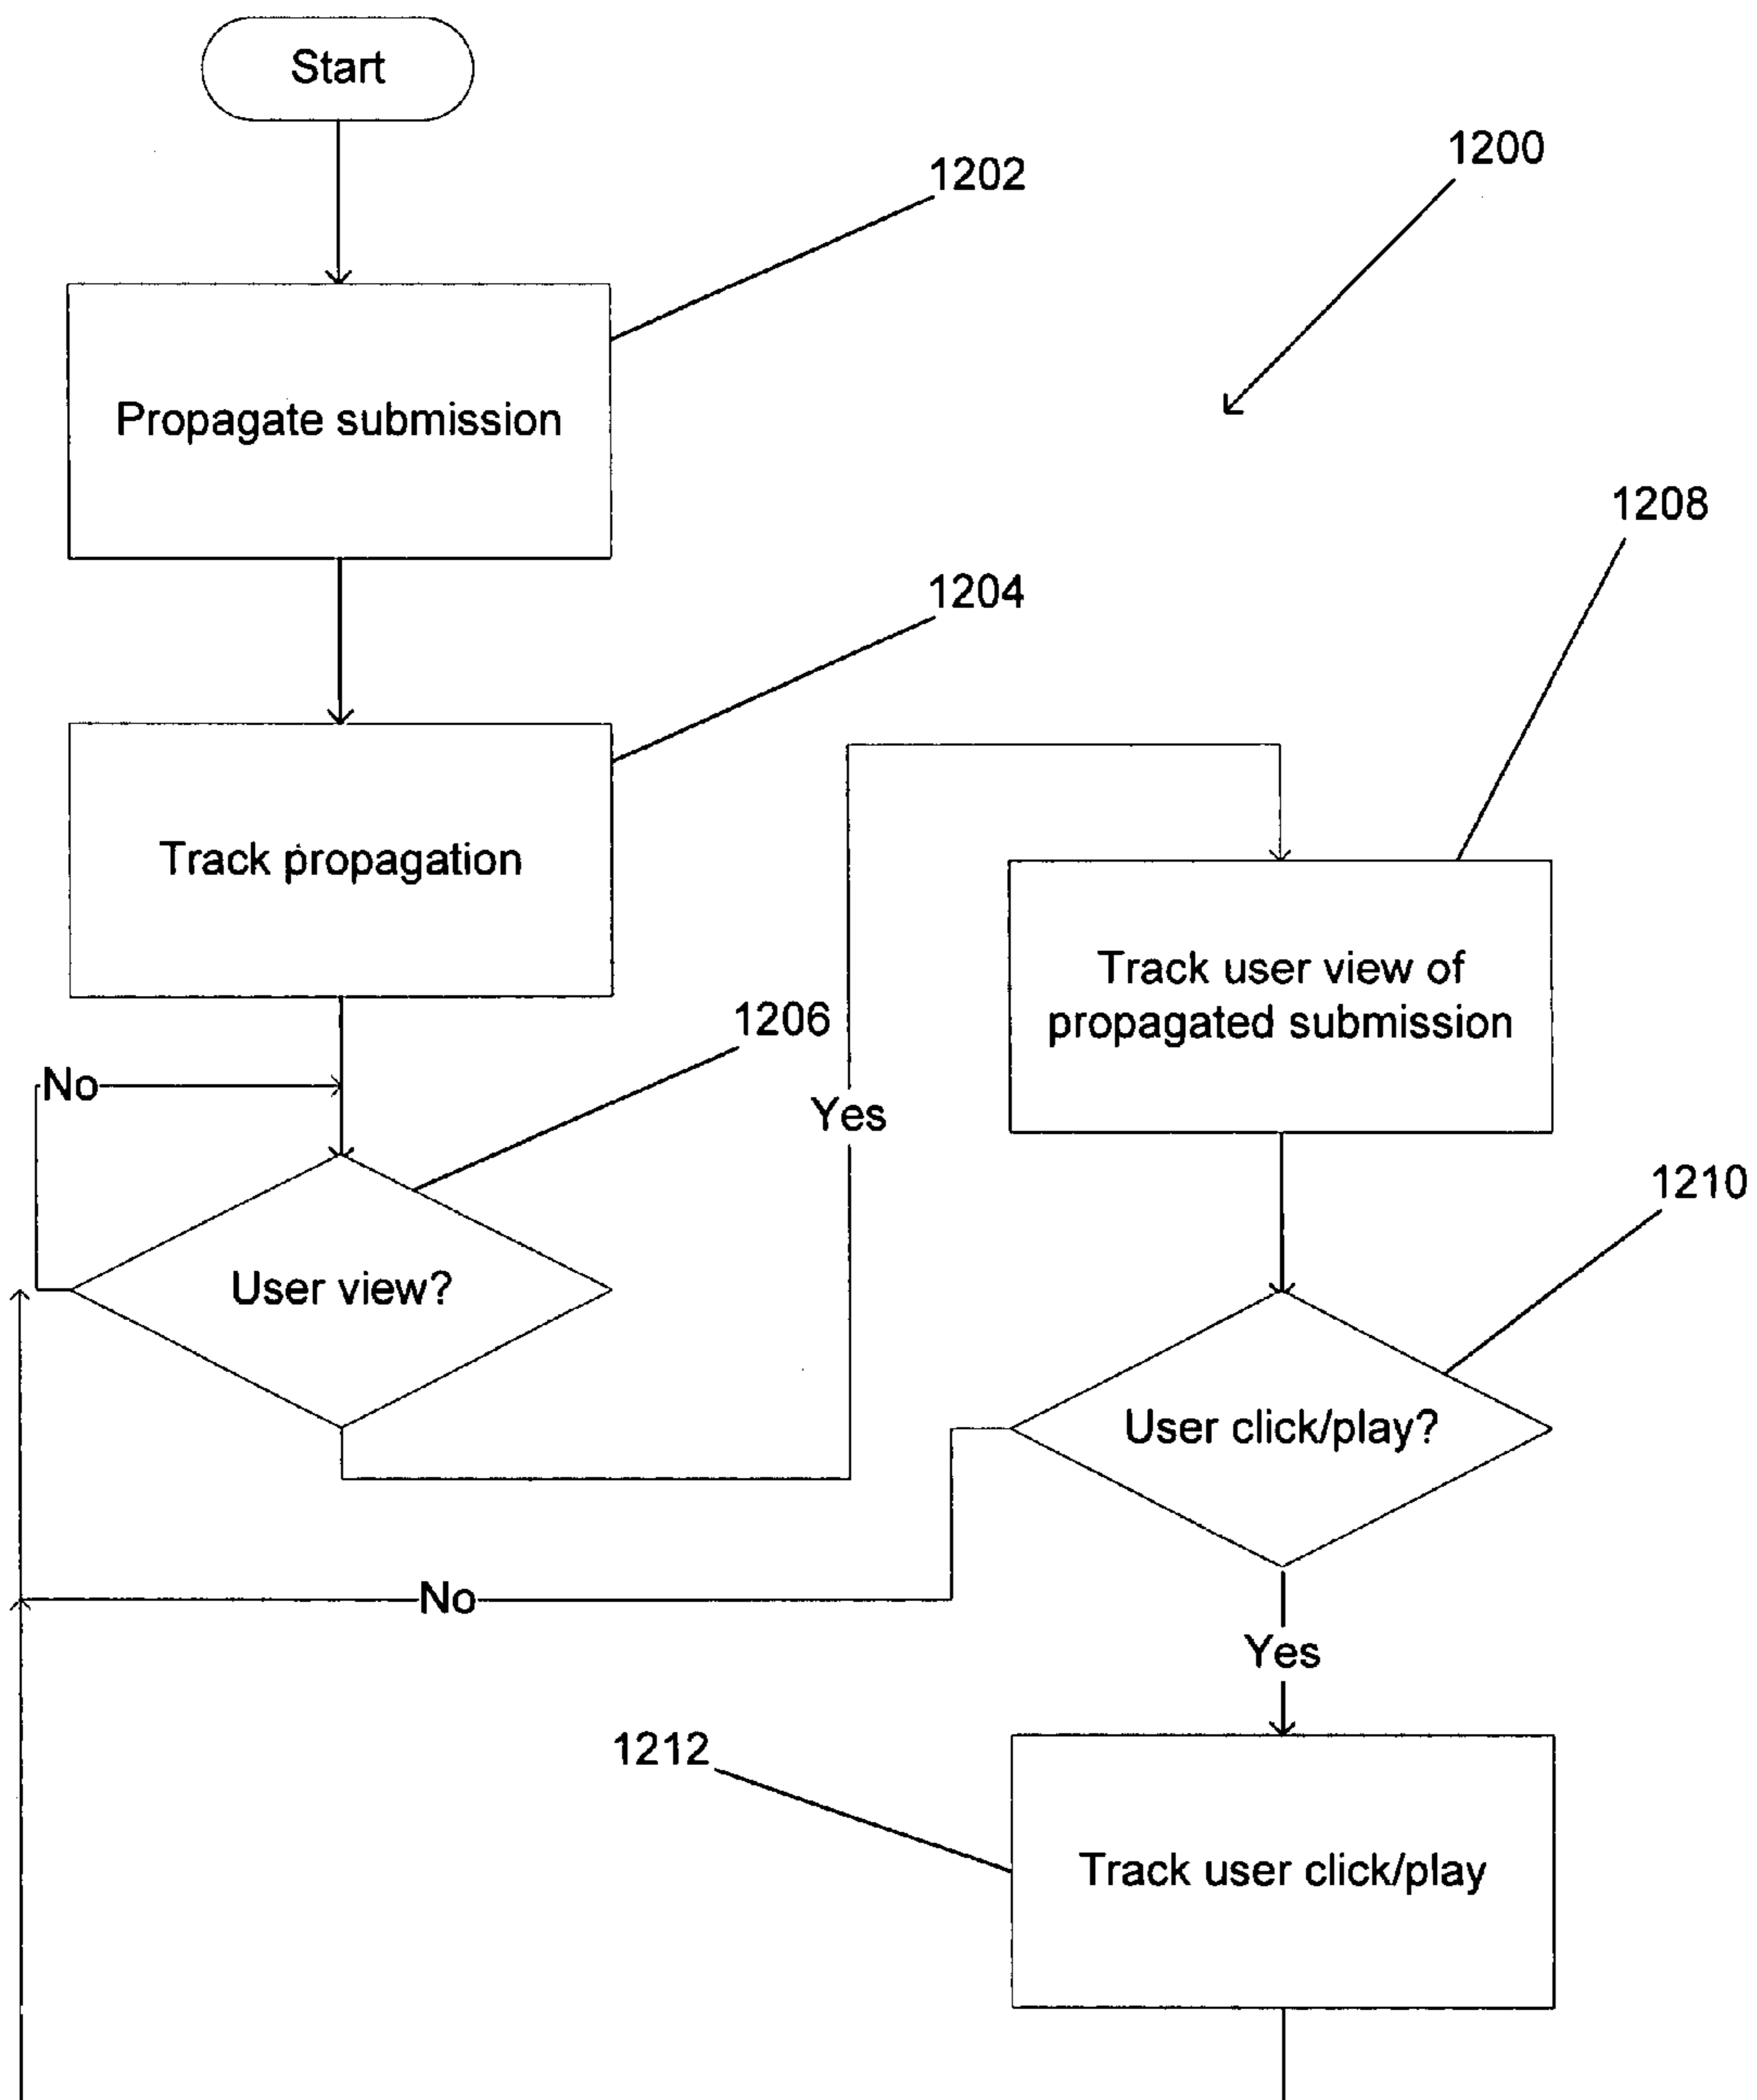 Start
1200
1202
Propagate submission
1208
1204
Track propagation
Track user view of
propagated submission
1206
No
Yes
1210
User view?
User click/play?
No
Yes
1212
Track user click/play